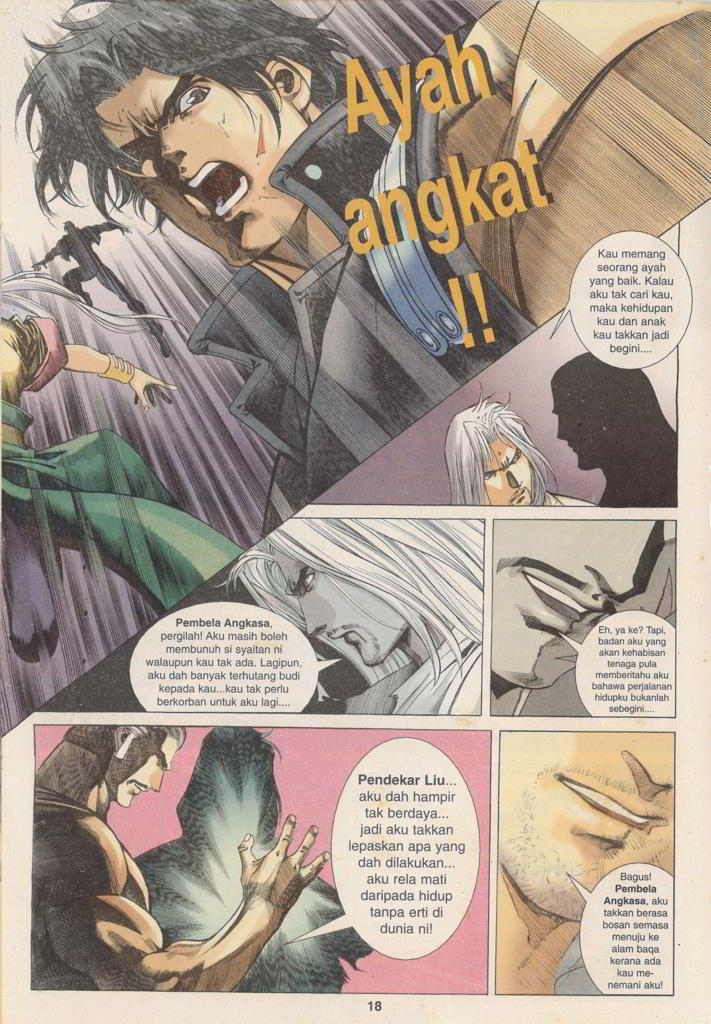 Ayah
angkat
!!
Kau memang
seorang ayah
yang baik. Kalau
aku tak cari kau,
maka kehidupan
kau dan anak
kau takkan jadi
begini....
Pembela Angkasa,
pergilah! Aku masih boleh
membunuh si syaitan ni
walaupun kau tak ada. Lagipun,
aku dah banyak terhutang budi
kepada kau...kau tak perlu
berkorban untuk aku lagi....
Eh, ya ke? Tapi,
badan aku yang
akan kehabisan
tenaga pula
memberitahu aku
bahawa perjalanan
hidupku bukanlah
sebegini....
Pendekar Liu...
aku dah hampir
tak berdaya...
jadi aku takkan
lepaskan apa yang
dah dilakukan...
aku rela mati
daripada hidup
tanpa erti di
dunia ni!
Bagus!
Pembela
Angkasa, aku
takkan berasa
bosan semasa
menuju ke
alam baqa
kerana ada
kau me-
nemani aku!
18